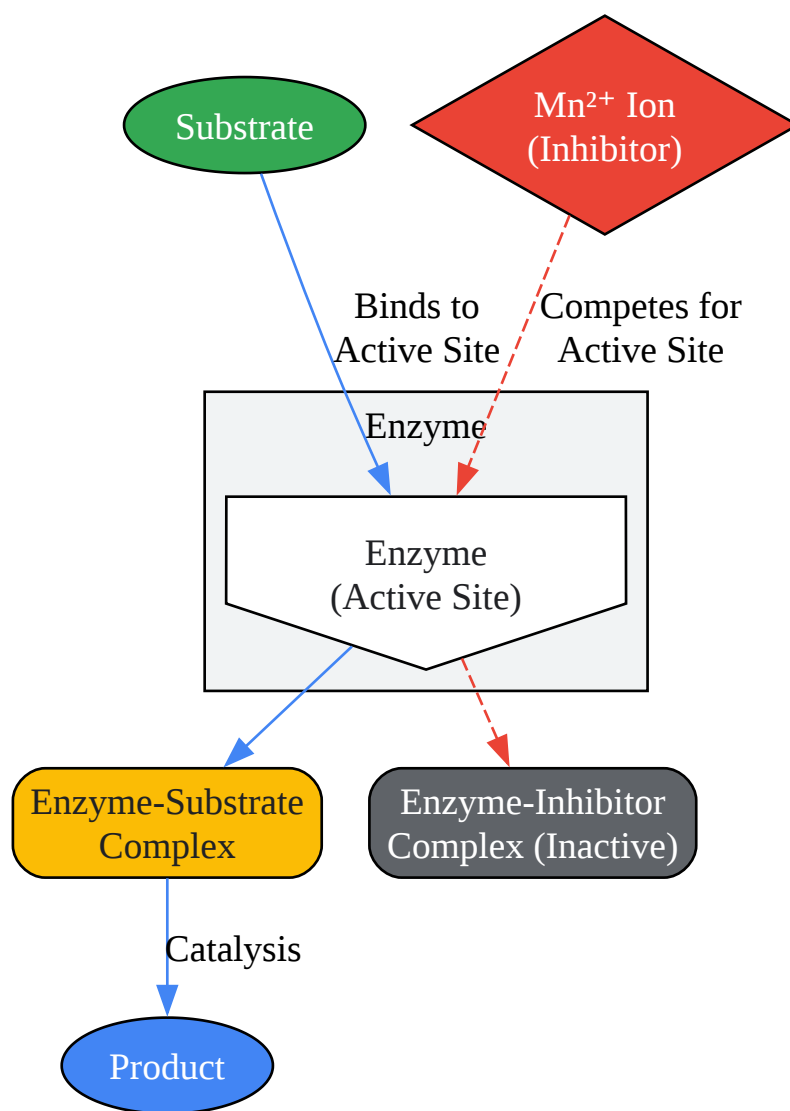 Substrate
Mn²⁺ Ion
(Inhibitor)
Binds to
Active Site
Competes for
Active Site
Enzyme
Enzyme
(Active Site)
Enzyme-Substrate
Complex
Enzyme-Inhibitor
Complex (Inactive)
Catalysis
Product